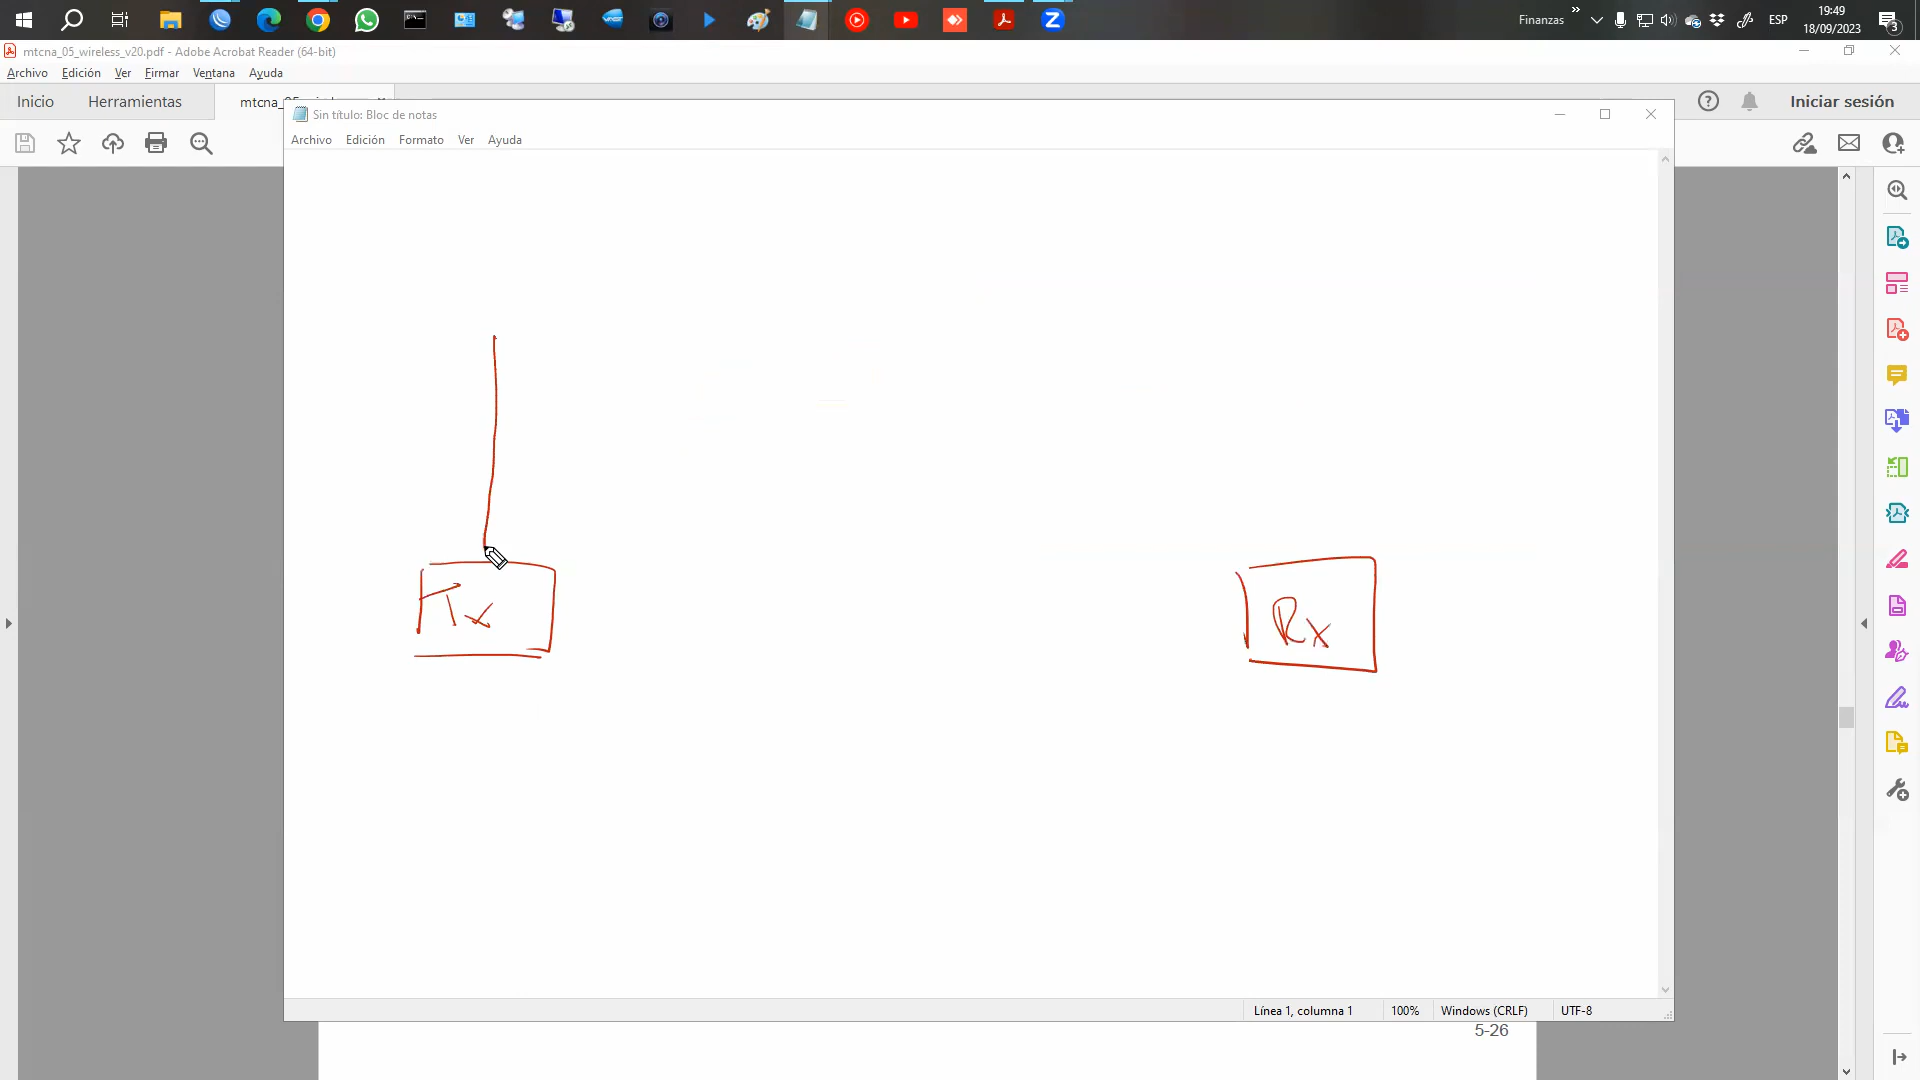 Finanzas
»
ESP
19:49
18/09/2023
3
mtcna_05_wireless_v20.pdf - Adobe Acrobat Reader (64-bit)
Archivo Edición Ver Firmar Ventana Ayuda
Inicio Herramientas
Iniciar sesión
Sin título: Bloc de notas
Archivo Edición Formato Ver Ayuda
Tx
Rx
Línea 1, columna 1 100% Windows (CRLF) UTF-8
5-26